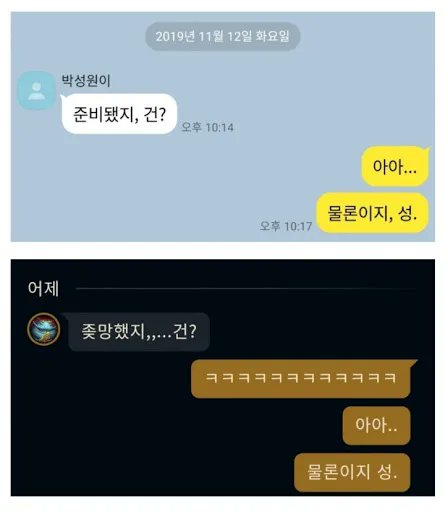 2019년 11월 12일 화요일
박성원이
준비됐지, 건?
오후 10:14
아아...
물론이지, 성.
오후 10:17
어제
좆망했지,,...건?
ㅋㅋㅋㅋㅋㅋㅋㅋㅋㅋㅋㅋ
아아..
물론이지 성.